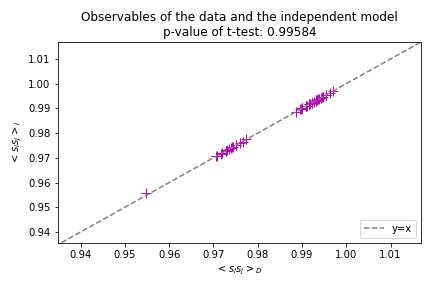 Observables of the data and the independent model
p-value of t-test: 0.99584
1.01
1.00
0.99
0.98
0.97
0.96
0.95
0.94
< s_i s_j >_I
y=x
0.94 0.95 0.96 0.97 0.98 0.99 1.00 1.01
< s_i s_j >_D